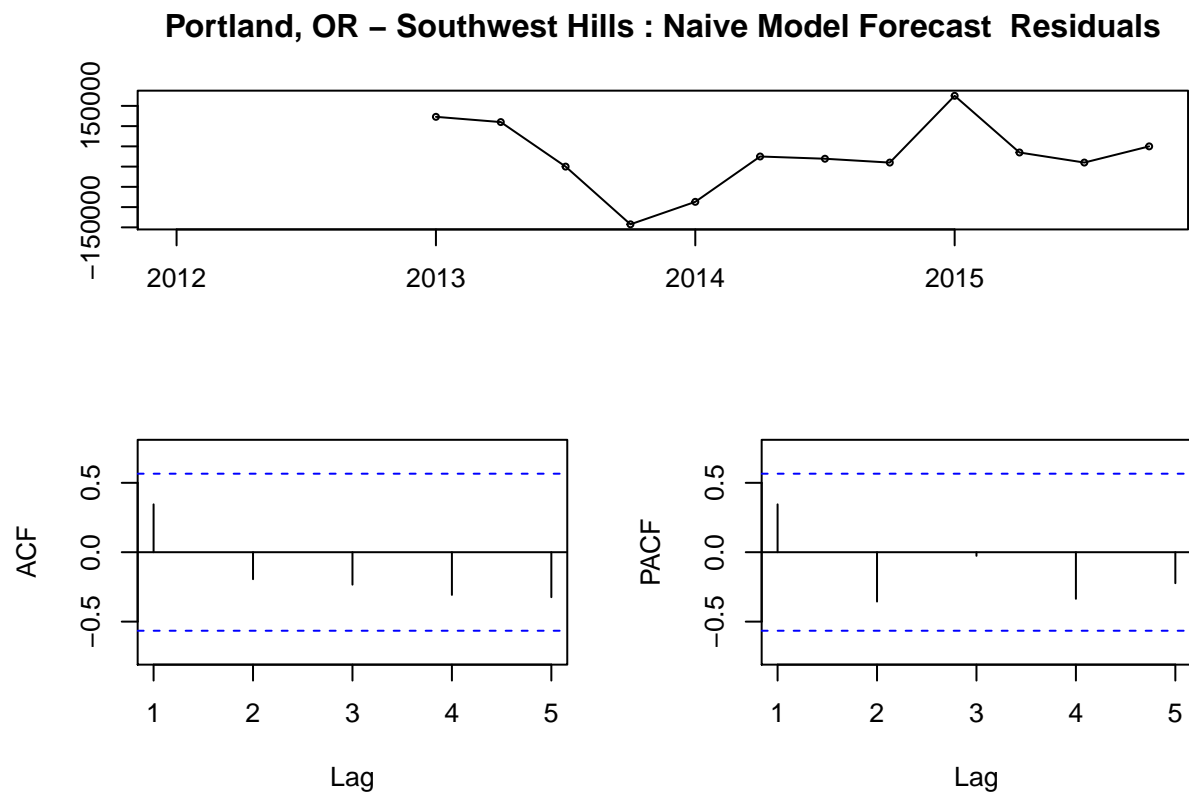 Portland, OR – Southwest Hills : Naive Model Forecast  Residuals
1500000
−1500000
2012 2013 2014 2015
ACF
0.5
0.0
−0.5
1 2 3 4 5
Lag
PACF
0.5
0.0
−0.5
1 2 3 4 5
Lag